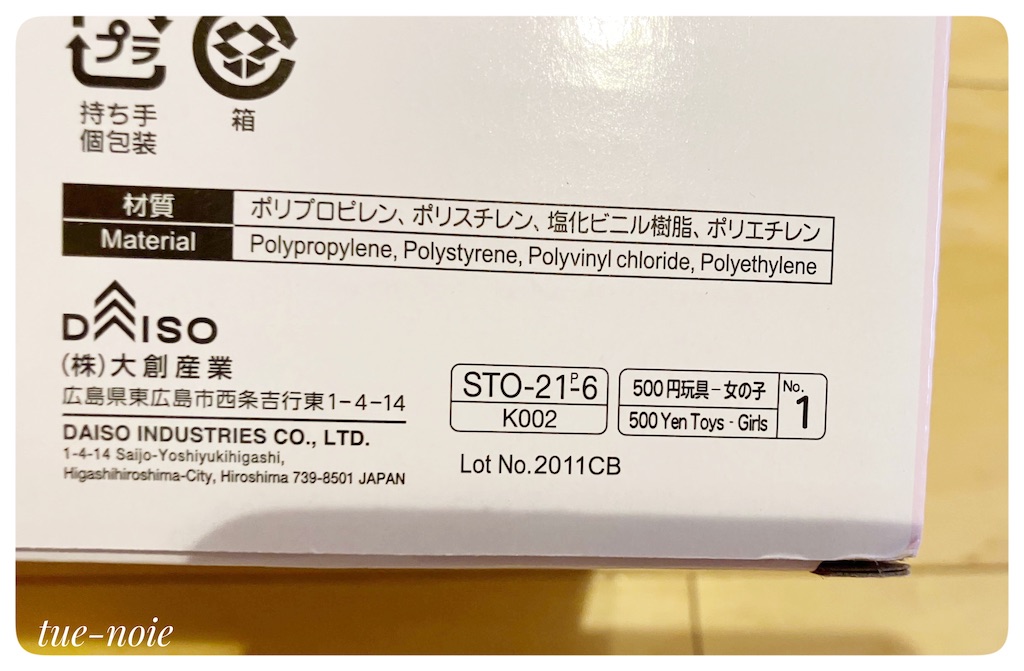 プラ
持ち手
個包装
箱
材質
ポリプロピレン、ポリスチレン、塩化ビニル樹脂、ポリエチレン
Material
Polypropylene, Polystyrene, Polyvinyl chloride, Polyethylene
DAISO
(株)大創産業
広島県東広島市西条吉行東1-4-14
DAISO INDUSTRIES CO., LTD.
1-4-14 Saijo-Yoshiyukihigashi,
Higashihiroshima-City, Hiroshima 739-8501 JAPAN
STO-21-P-6
K002
500円玩具-女の子
500 Yen Toys - Girls
No.
1
Lot No.2011CB
tue-noie